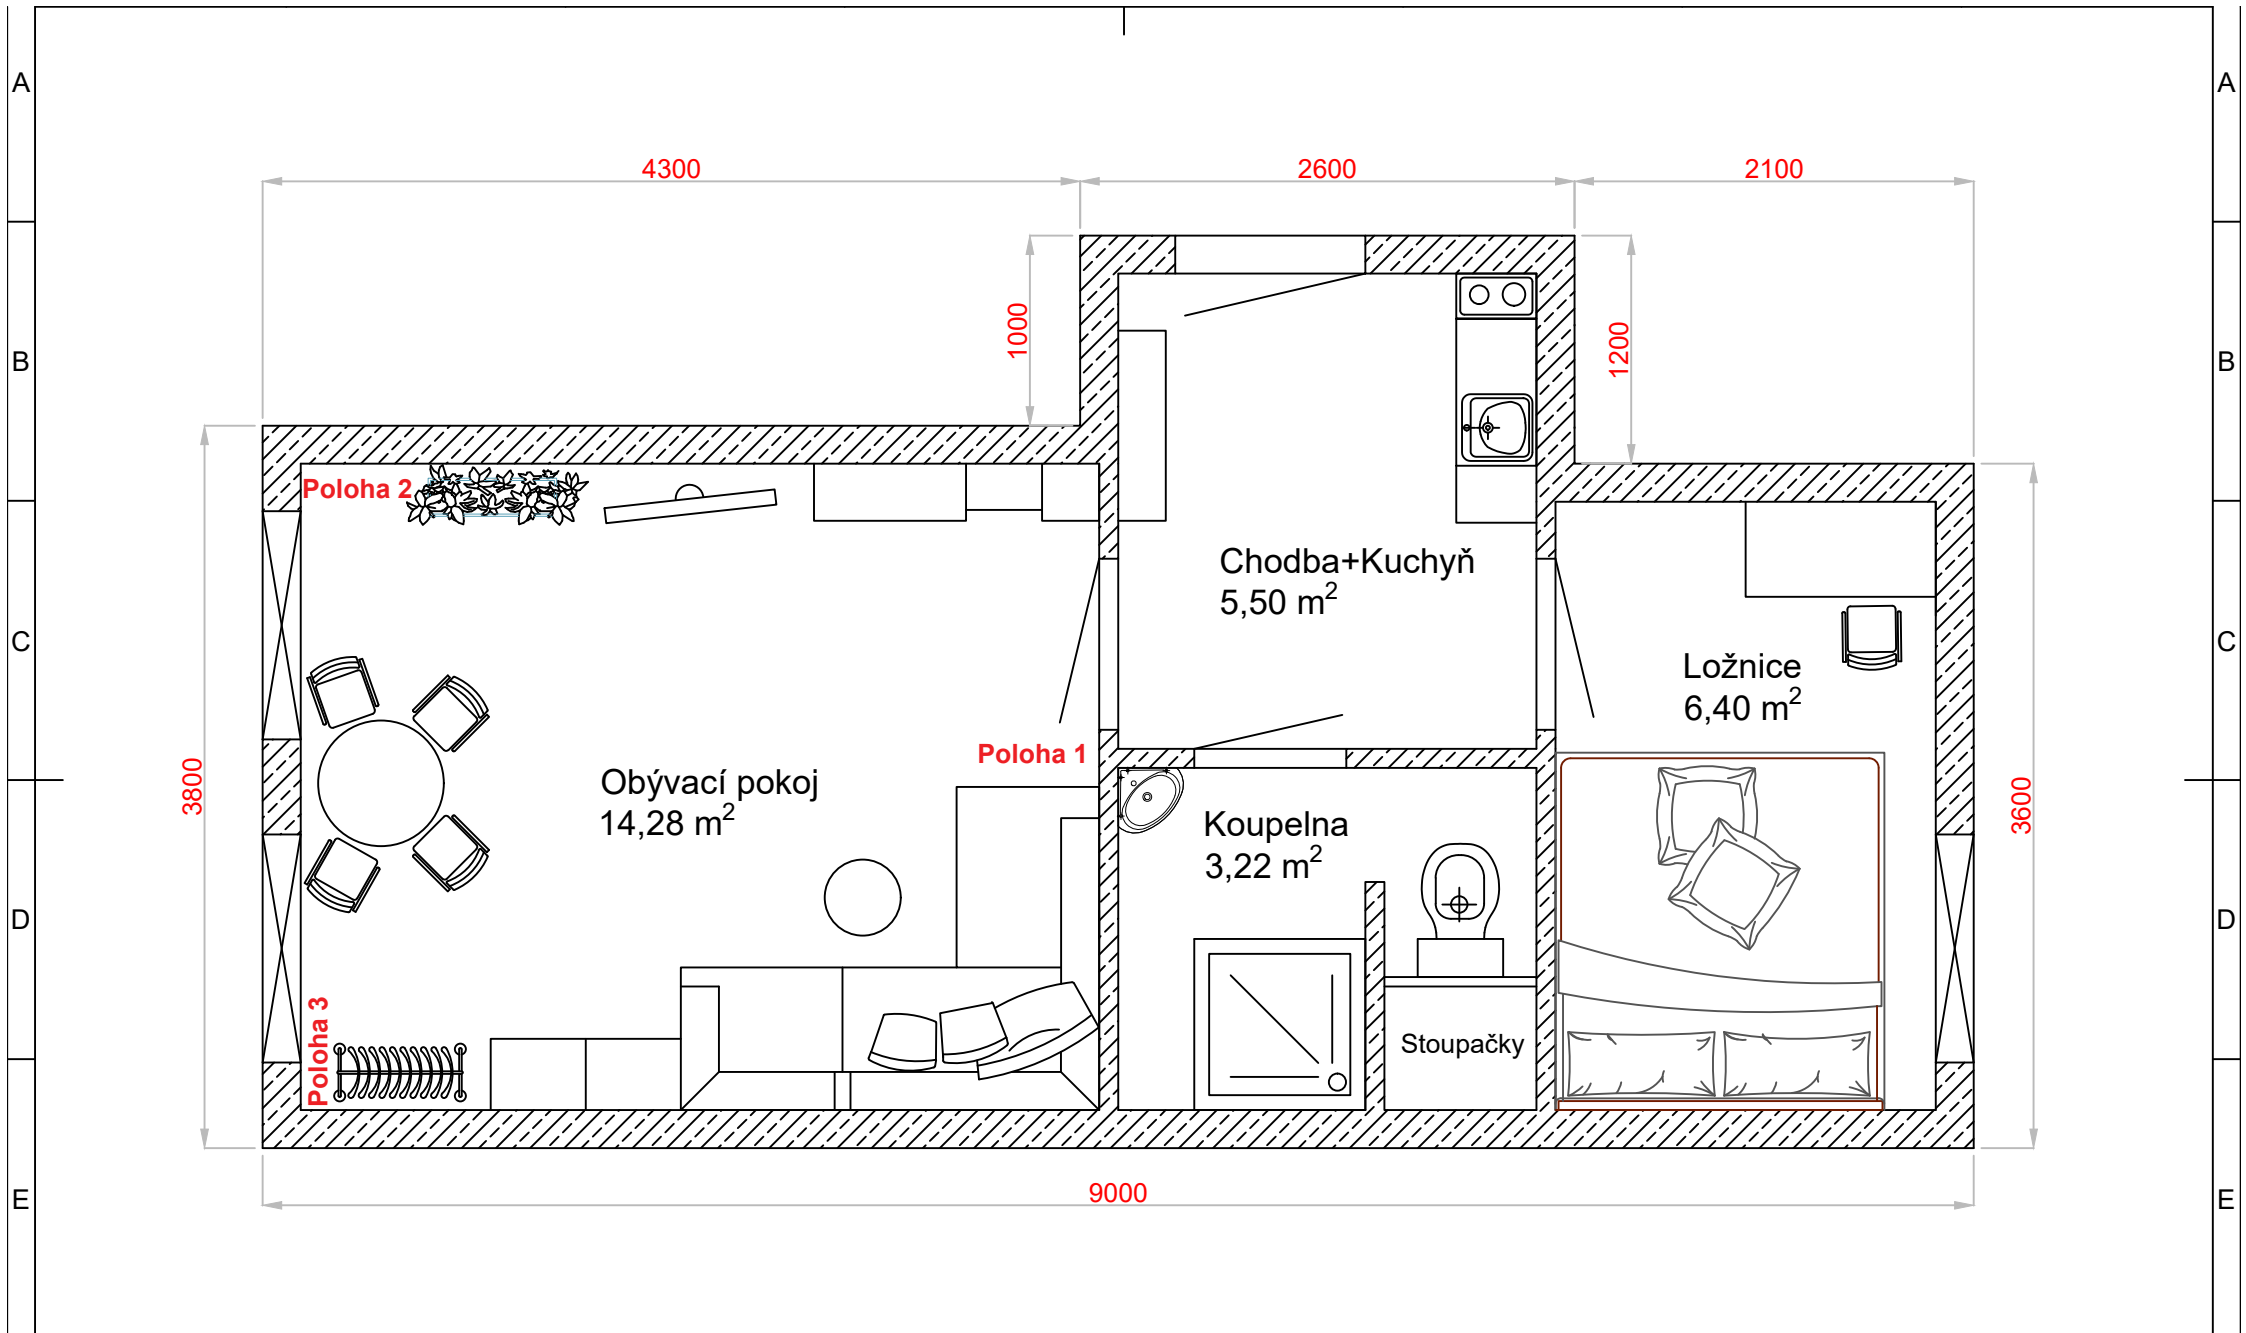 A
A
4300
2600
2100
1000
1200
B
B
Poloha 2
Chodba+Kuchyň
5,50 m²
C
C
Ložnice
6,40 m²
Poloha 1
Obývací pokoj
14,28 m²
3800
3600
Koupelna
3,22 m²
D
D
Poloha 3
Stoupačky
9000
E
E